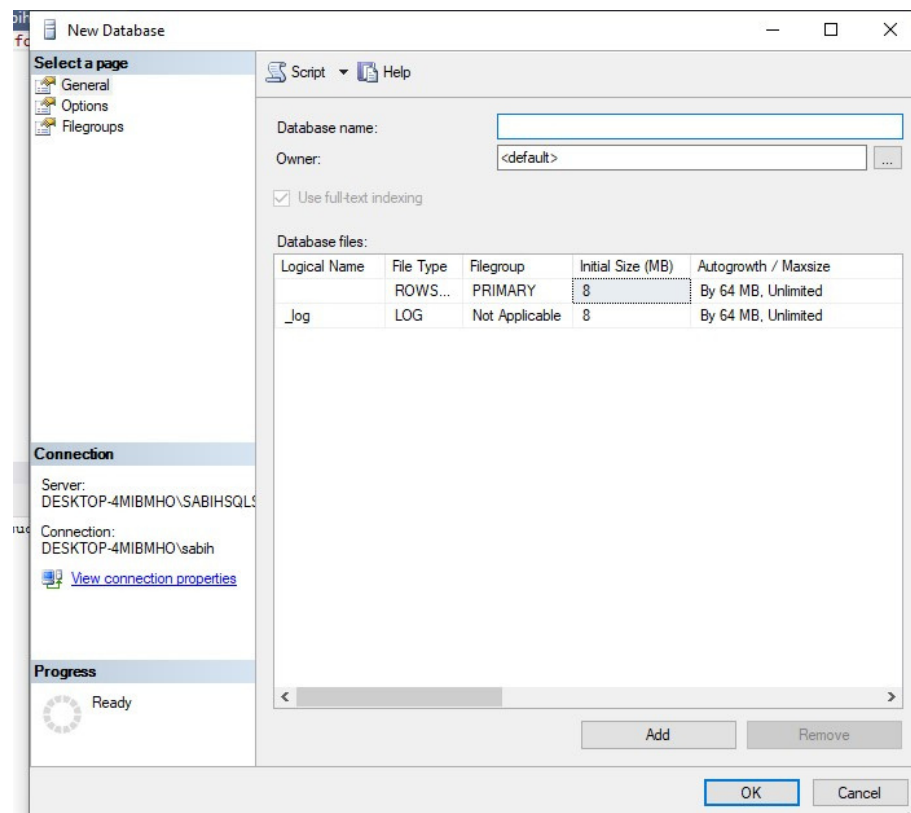 New Database
Select a page
General
Options
Filegroups
Script
Help
Database name:
Owner:
<default>
...
Use full-text indexing
Database files:
Logical Name File Type Filegroup Initial Size (MB) Autogrowth / Maxsize
ROWS... PRIMARY 8 By 64 MB, Unlimited
_log LOG Not Applicable 8 By 64 MB, Unlimited
Connection
Server:
DESKTOP-4MIBMHO\SABIHSQLS
Connection:
DESKTOP-4MIBMHO\sabih
View connection properties
Progress
Ready
Add
Remove
OK
Cancel